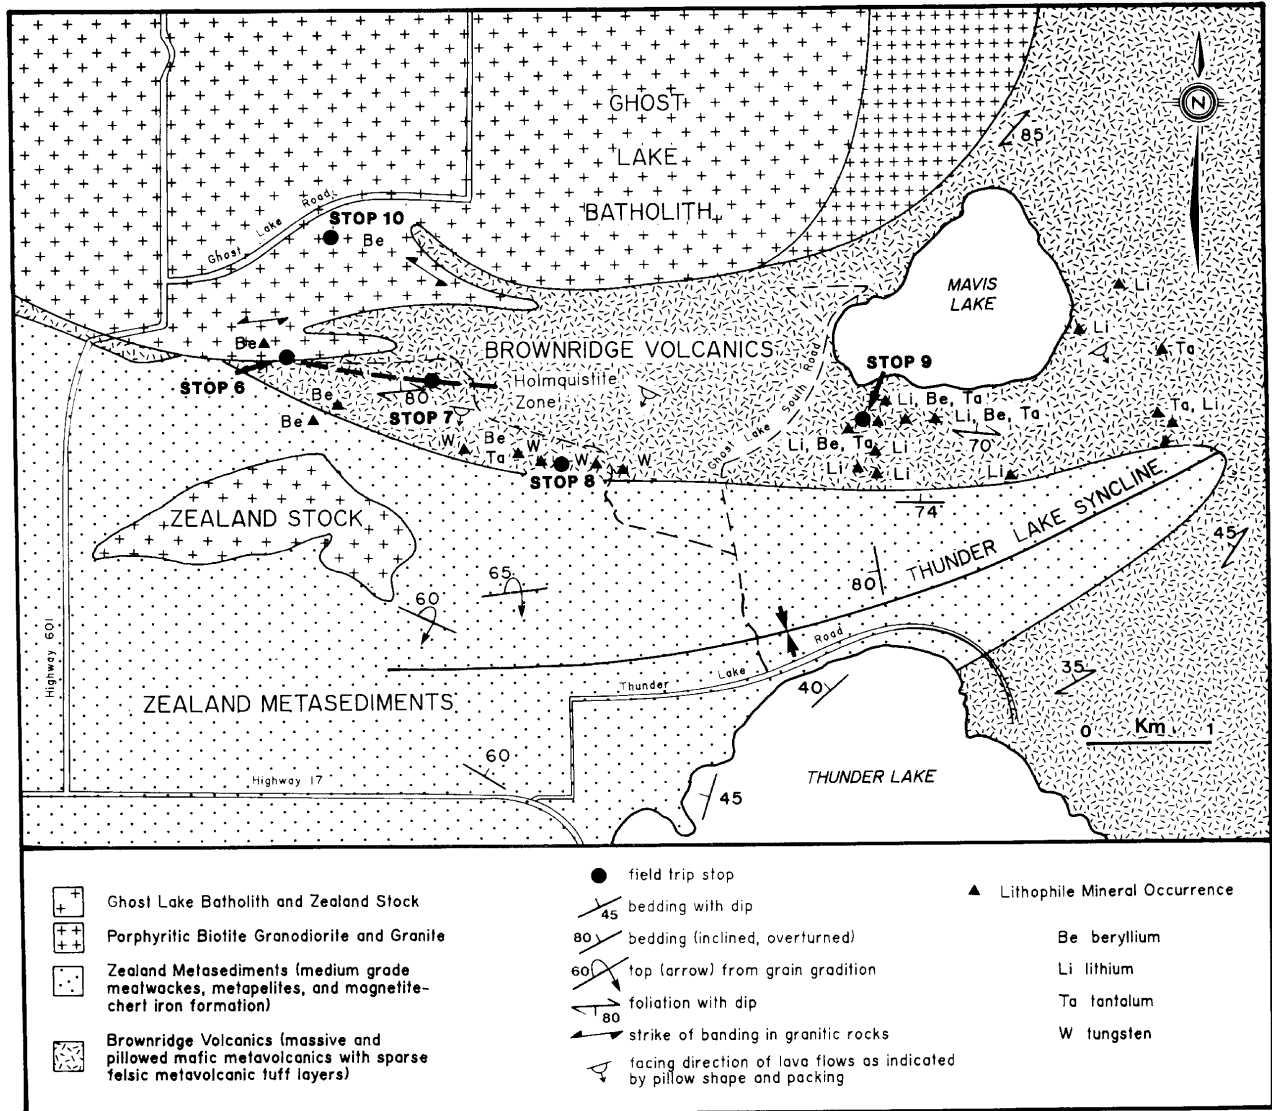 GHOST
LAKE
BATHOLITH
N
85
Ghost Lake Road
STOP 10
Be
MAVIS
LAKE
Li
Li
Ta
Be
BROWNRIDGE VOLCANICS
STOP 6
80
Holmquistite
Zone
STOP 7
Ghost Lake South Road
STOP 9
Li, Be, Ta
Li, Be, Ta
Ta, Li
70
Be
Be
W
Be
Ta
W
W
W
STOP 8
Li, Be, Ta
Li
Li
Li
Li
74
ZEALAND STOCK
THUNDER LAKE SYNCLINE
45
80
65
60
Highway 601
Thunder Lake Road
35
40
ZEALAND METASEDIMENTS
0 Km 1
60
Highway 17
45
THUNDER LAKE
Ghost Lake Batholith and Zealand Stock
Porphyritic Biotite Granodiorite and Granite
Zealand Metasediments (medium grade
meatwackes, metapelites, and magnetite-
chert iron formation)
Brownridge Volcanics (massive and
pillowed mafic metavolcanics with sparse
felsic metavolcanic tuff layers)
field trip stop
45 bedding with dip
80 bedding (inclined, overturned)
60 top (arrow) from grain gradition
80 foliation with dip
strike of banding in granitic rocks
facing direction of lava flows as indicated
by pillow shape and packing
Lithophile Mineral Occurrence
Be beryllium
Li lithium
Ta tantalum
W tungsten